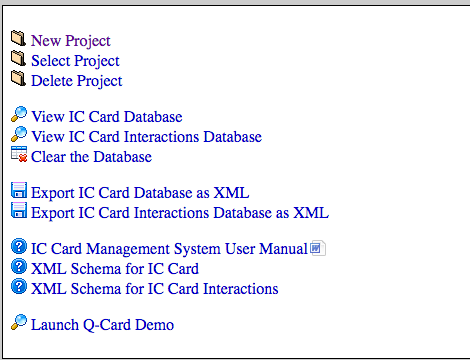 New Project
Select Project
Delete Project
View IC Card Database
View IC Card Interactions Database
Clear the Database
Export IC Card Database as XML
Export IC Card Interactions Database as XML
IC Card Management System User Manual
XML Schema for IC Card
XML Schema for IC Card Interactions
Launch Q-Card Demo